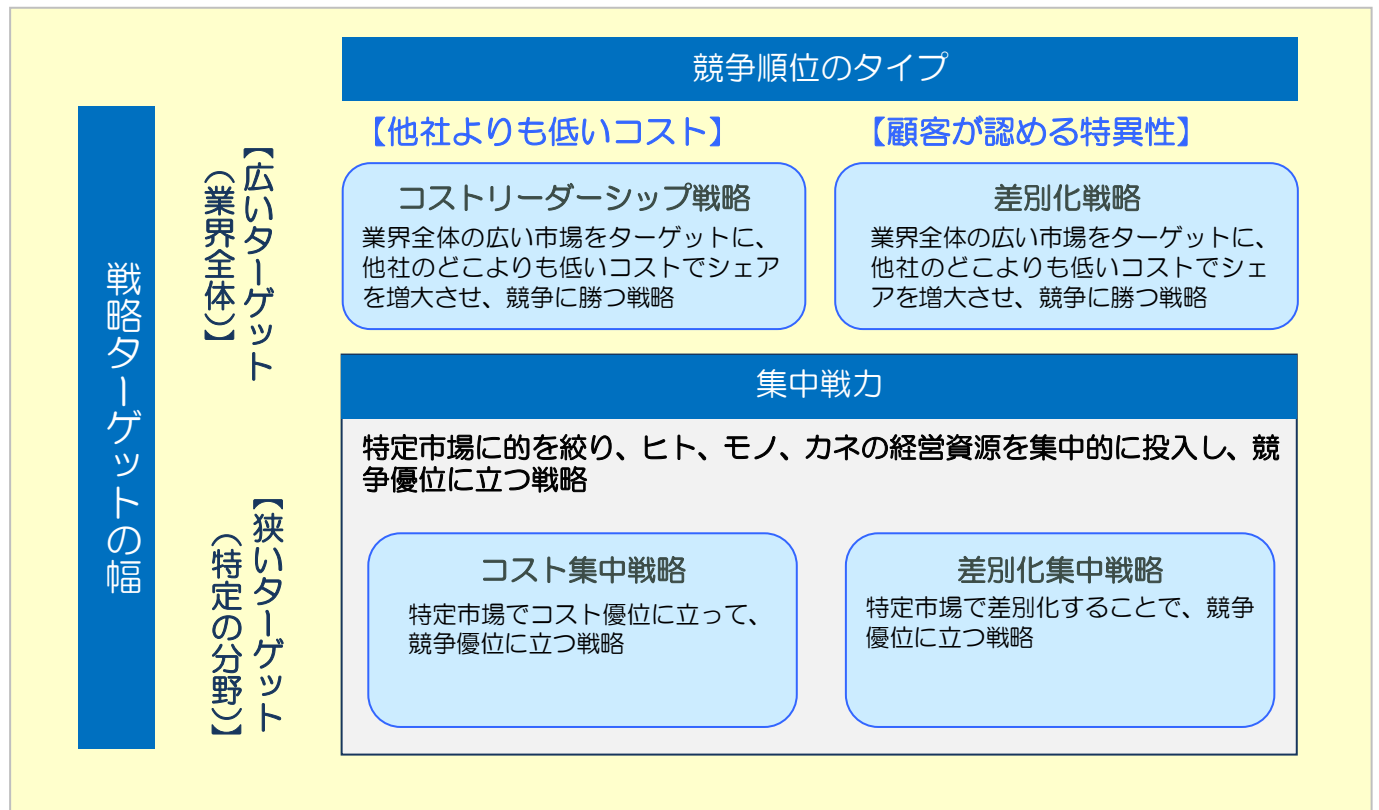 競争順位のタイプ
【他社よりも低いコスト】
【顧客が認める特異性】
戦略ターゲットの幅
【広いターゲット
（業界全体）】
コストリーダーシップ戦略
業界全体の広い市場をターゲットに、
他社のどこよりも低いコストでシェア
を増大させ、競争に勝つ戦略
差別化戦略
業界全体の広い市場をターゲットに、
他社のどこよりも低いコストでシェ
アを増大させ、競争に勝つ戦略
【狭いターゲット
（特定の分野）】
集中戦力
特定市場に的を絞り、ヒト、モノ、カネの経営資源を集中的に投入し、競
争優位に立つ戦略
コスト集中戦略
特定市場でコスト優位に立って、
競争優位に立つ戦略
差別化集中戦略
特定市場で差別化することで、競争
優位に立つ戦略